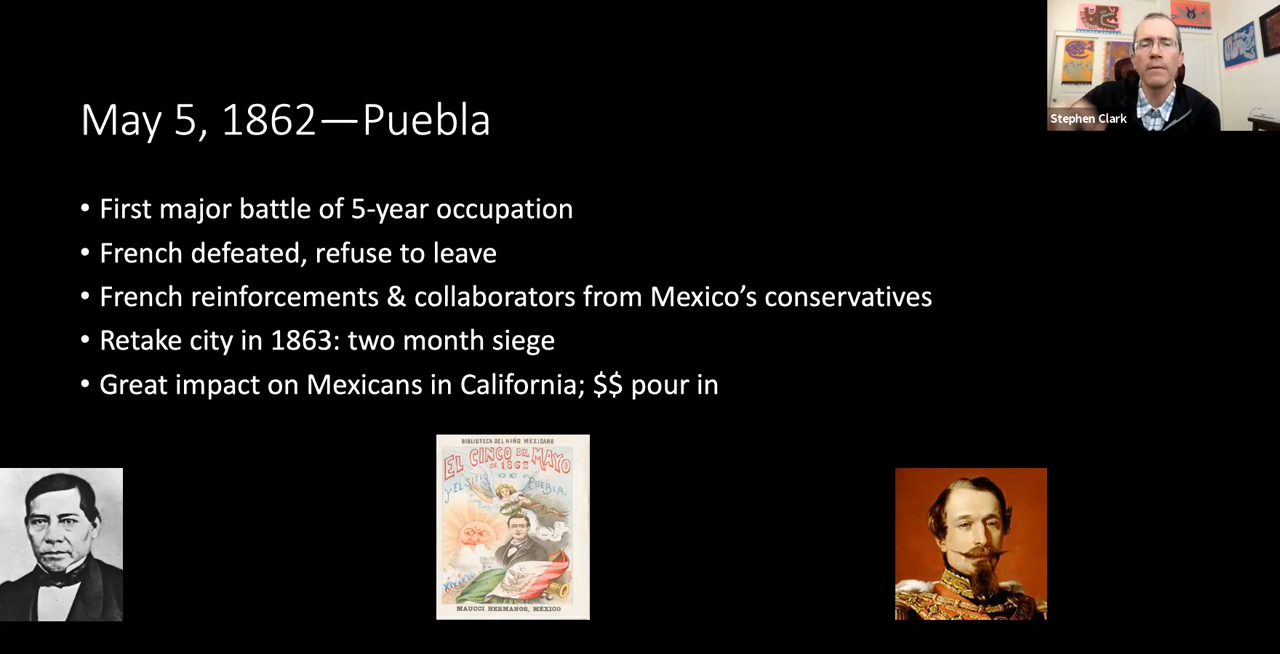 May 5, 1862—Puebla
Stephen Clark
• First major battle of 5-year occupation
• French defeated, refuse to leave
• French reinforcements & collaborators from Mexico’s conservatives
• Retake city in 1863: two month siege
• Great impact on Mexicans in California; $$ pour in
BIBLIOTECA DEL NIÑO MEXICANO
EL CINCO DE MAYO
DE 1862
Y EL SITIO DE PUEBLA.
MAUCCI HERMANOS, MÉXICO